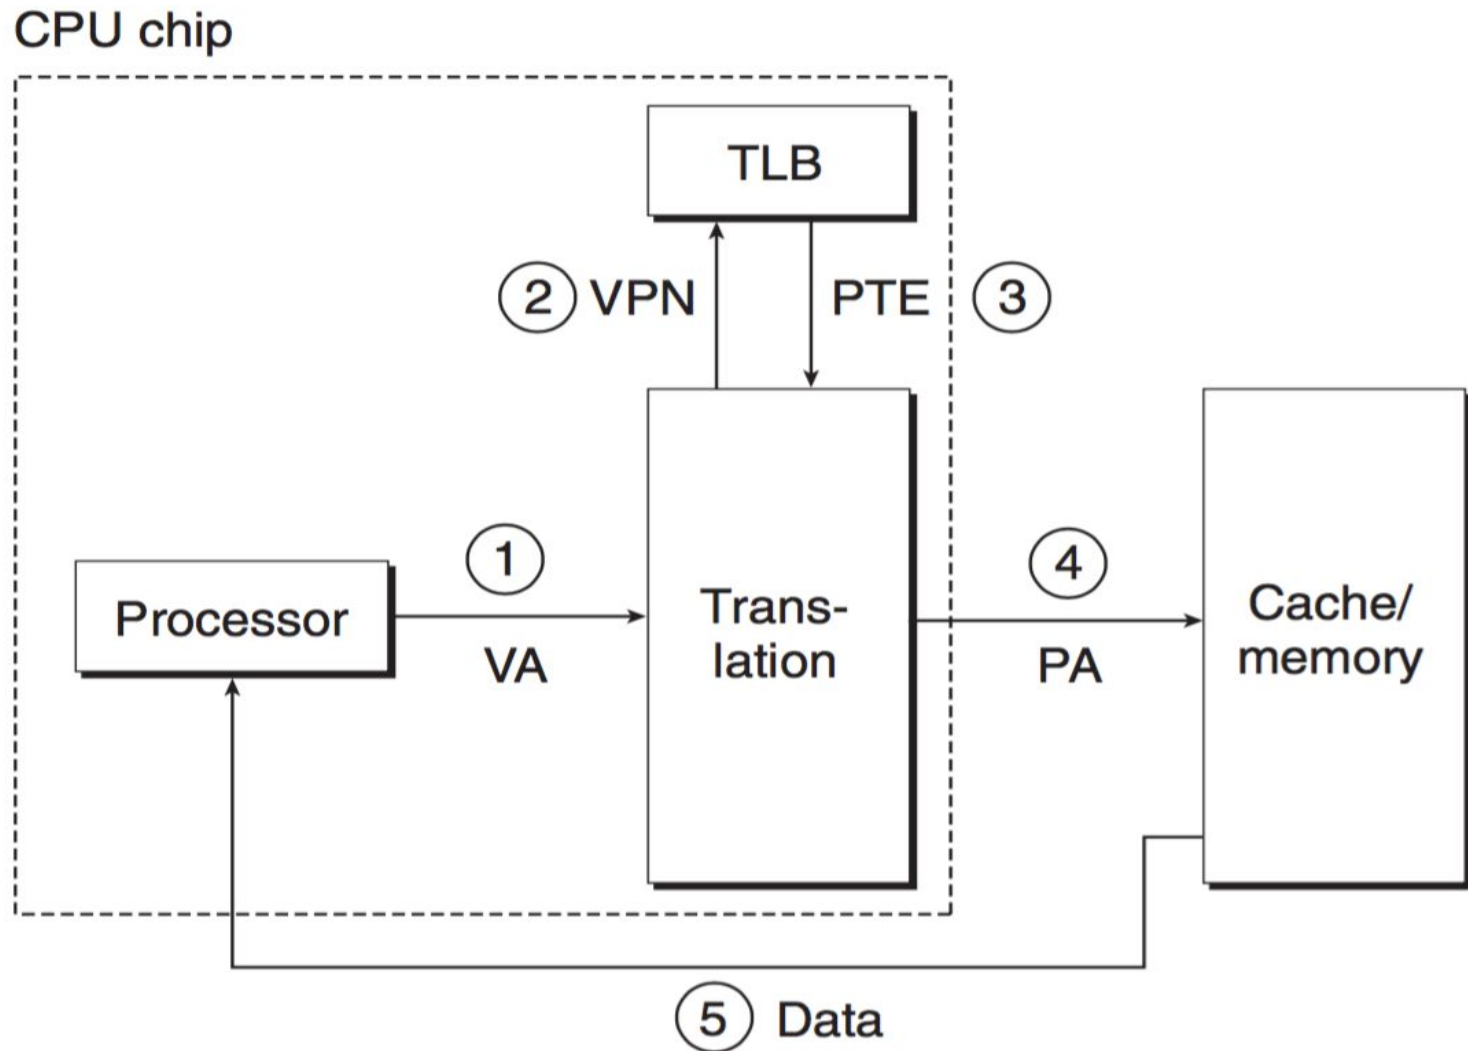 CPU chip
TLB
2 VPN
PTE 3
1
4
Processor
VA
Trans-
lation
PA
Cache/
memory
5 Data